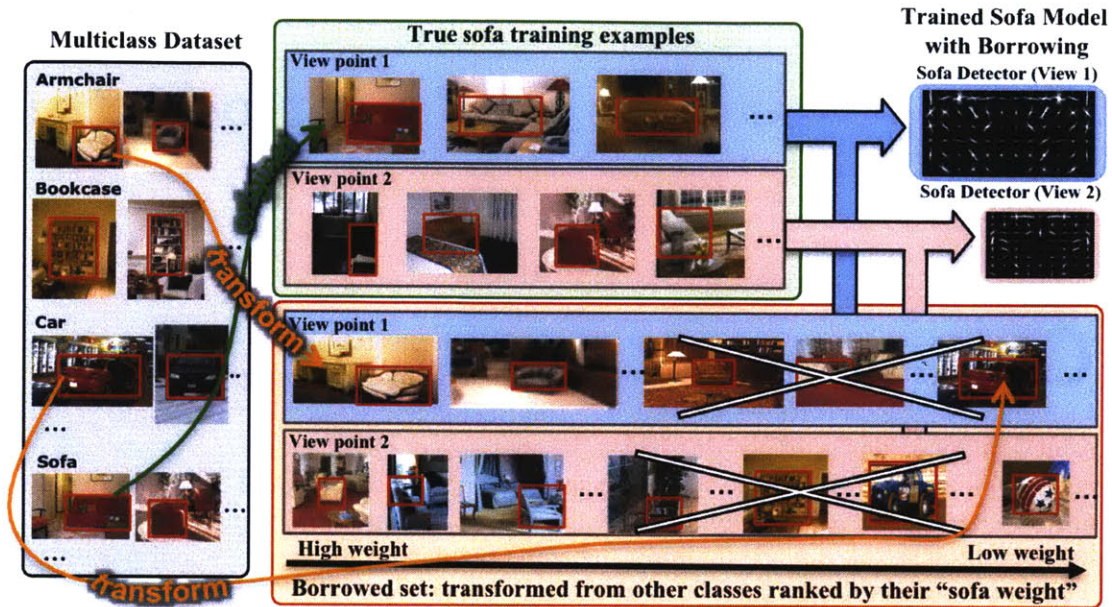 Multiclass Dataset
Armchair
...
Bookcase
...
Car
...
...
Sofa
...
...
transform
transform
True sofa training examples
View point 1
...
View point 2
...
View point 1
... ... ... ...
View point 2
... ... ... ... ...
High weight
Low weight
Borrowed set: transformed from other classes ranked by their “sofa weight”
Trained Sofa Model
with Borrowing
Sofa Detector (View 1)
Sofa Detector (View 2)